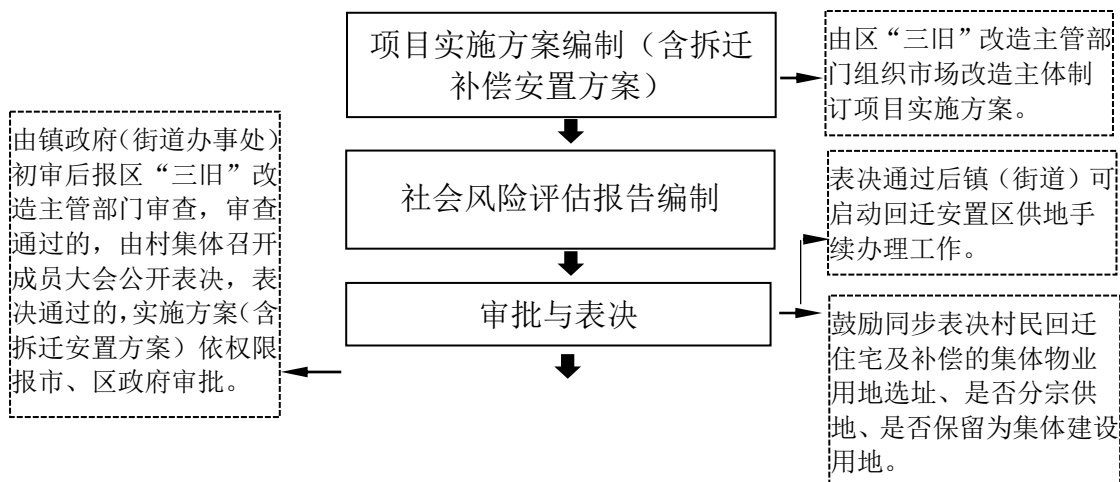 项目实施方案编制（含拆迁
补偿安置方案）
由区“三旧”改造主管部
门组织市场改造主体制
订项目实施方案。
由镇政府(街道办事处)
初审后报区“三旧”改
造主管部门审查，审查
通过的，由村集体召开
成员大会公开表决，表
决通过的,实施方案(含
拆迁安置方案）依权限
报市、区政府审批。
社会风险评估报告编制
表决通过后镇（街道）可
启动回迁安置区供地手
续办理工作。
审批与表决
鼓励同步表决村民回迁
住宅及补偿的集体物业
用地选址、是否分宗供
地、是否保留为集体建设
用地。